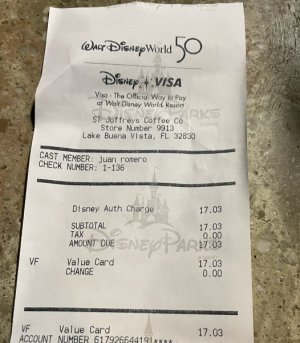 Walt Disney World 50
Disney + VISA
Visa - The Official Way to Pay
at Walt Disney World Resort
ST Joffreys Coffee Co
Store Number 9913
Lake Buena Vista, FL 32830
CAST MEMBER: juan romero
CHECK NUMBER: 1-136
Disney Auth Charge 17.03
SUBTOTAL 17.03
TAX 0.00
AMOUNT DUE 17.03
VF Value Card 17.03
CHANGE 0.00
DISNEY PARKS
VF Value Card 17.03
ACCOUNT NUMBER 617926644191****